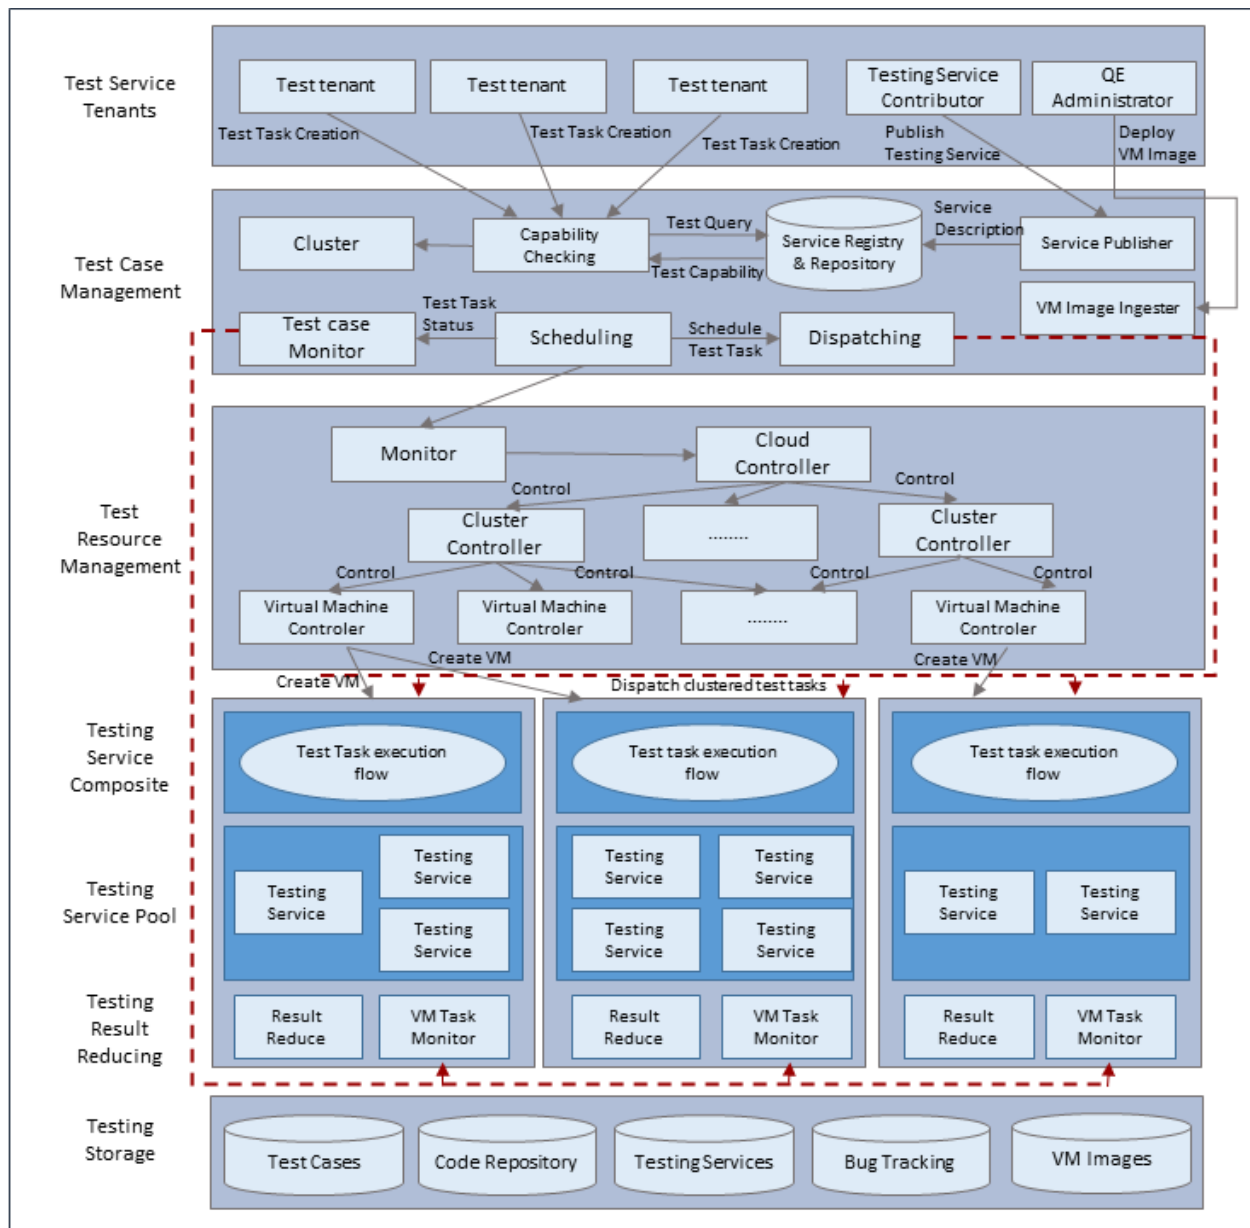 Test Service
Tenants
Test tenant
Test tenant
Test tenant
Testing Service
Contributor
QE
Administrator
Test Task Creation
Test Task Creation
Test Task Creation
Publish
Testing Service
Deploy
VM Image
Test Case
Management
Cluster
Capability
Checking
Test Query
Test Capability
Service Registry
& Repository
Service
Description
Service Publisher
VM Image Ingester
Test case
Monitor
Test Task
Status
Scheduling
Schedule
Test Task
Dispatching
Test
Resource
Management
Monitor
Cloud
Controller
Control
Control
Cluster
Controller
........
Cluster
Controller
Control
Control
Control
Control
Virtual Machine
Controler
Virtual Machine
Controler
........
Virtual Machine
Controler
Create VM
Create VM
Create VM
Dispatch clustered test tasks
Testing
Service
Composite
Test Task execution
flow
Test task execution
flow
Test task execution
flow
Testing
Service Pool
Testing
Service
Testing
Service
Testing
Service
Testing
Service
Testing
Service
Testing
Service
Testing
Service
Testing
Service
Testing
Service
Testing
Result
Reducing
Result
Reduce
VM Task
Monitor
Result
Reduce
VM Task
Monitor
Result
Reduce
VM Task
Monitor
Testing
Storage
Test Cases
Code Repository
Testing Services
Bug Tracking
VM Images